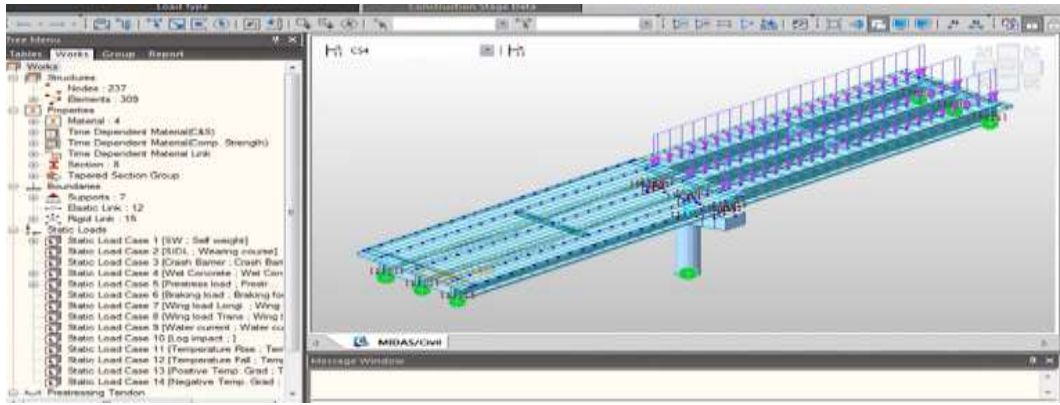 Load Type
Construction Stage Data
Tree Menu
Tables Works Group Report
CS4
Works
Structures
Nodes : 237
Elements : 309
Properties
Material : 4
Time Dependent Material(C&S)
Time Dependent Material(Comp. Strength)
Time Dependent Material Link
Section : 8
Tapered Section Group
Boundaries
Supports : 7
Elastic Link : 12
Rigid Link : 15
Static Loads
Static Load Case 1 [SW ; Self weight]
Static Load Case 2 [SIDL ; Wearing course]
Static Load Case 3 [Crash Barrier ; Crash Barr
Static Load Case 4 [Wet Concrete ; Wet Con
Static Load Case 5 [Prestress load ; Prestr
Static Load Case 6 [Braking load ; Braking fo
Static Load Case 7 [Wing load Longi. ; Wing
Static Load Case 8 [Wing load Trans ; Wing l
Static Load Case 9 [Water current ; Water cu
Static Load Case 10 [Log impact ; ]
Static Load Case 11 [Temperature Rise ; Tem
Static Load Case 12 [Temperature Fall ; Temp
Static Load Case 13 [Positive Temp. Grad ; T
Static Load Case 14 [Negative Temp. Grad ;
Prestressing Tendon
MIDAS/Civil
Message Window